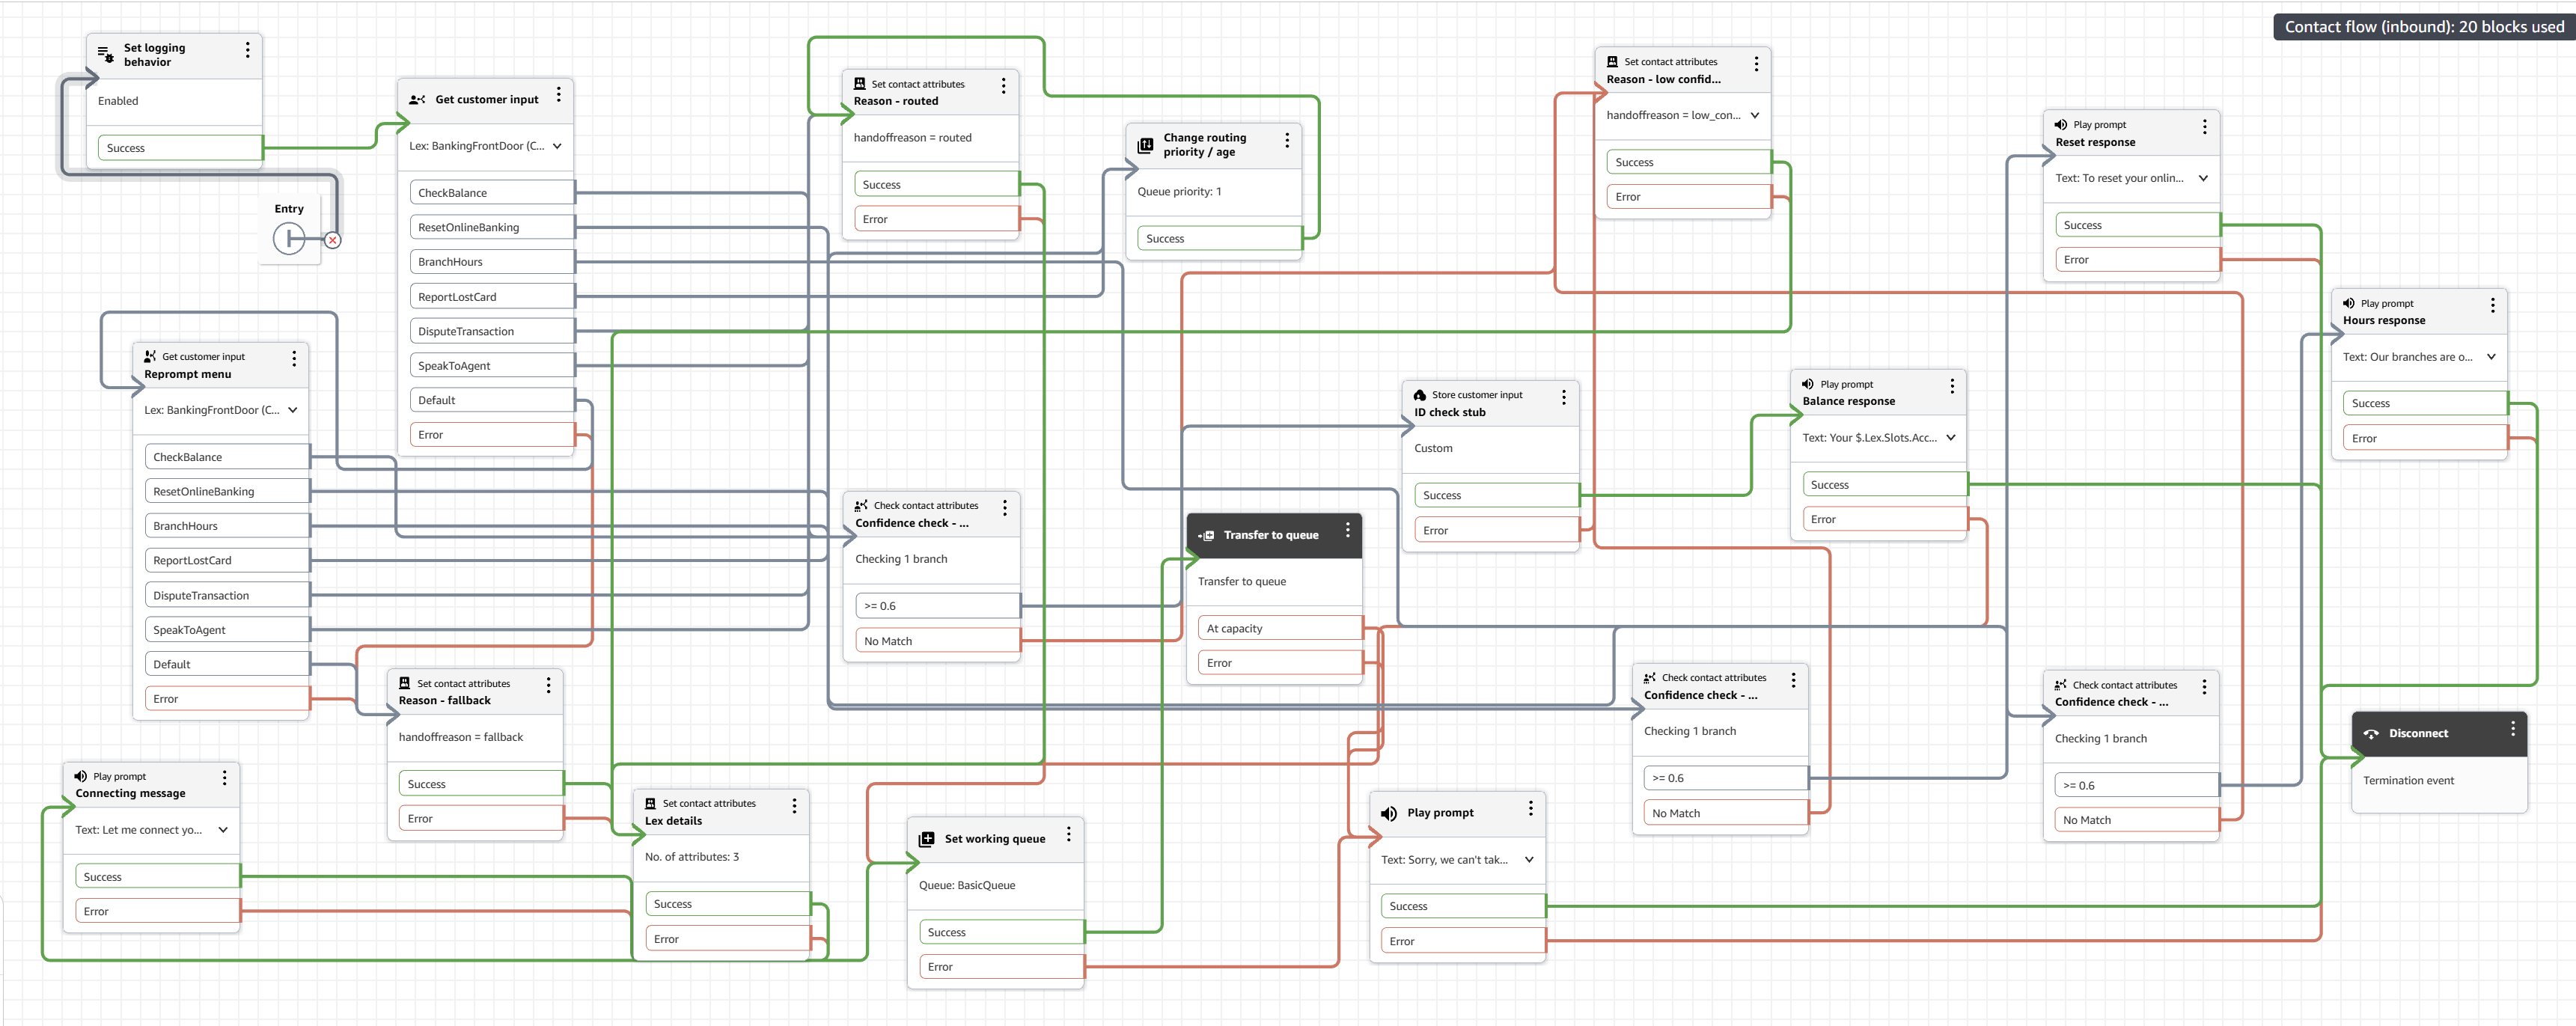 Contact flow (inbound): 20 blocks used
Set logging
behavior
Enabled
Success
Entry
Get customer input
Lex: BankingFrontDoor (C...
CheckBalance
ResetOnlineBanking
BranchHours
ReportLostCard
DisputeTransaction
SpeakToAgent
Default
Error
Set contact attributes
Reason - routed
handoffreason = routed
Success
Error
Change routing
priority / age
Queue priority: 1
Success
Set contact attributes
Reason - low confid...
handoffreason = low_con...
Success
Error
Play prompt
Reset response
Text: To reset your onlin...
Success
Error
Play prompt
Hours response
Text: Our branches are o...
Success
Error
Get customer input
Reprompt menu
Lex: BankingFrontDoor (C...
CheckBalance
ResetOnlineBanking
BranchHours
ReportLostCard
DisputeTransaction
SpeakToAgent
Default
Error
Store customer input
ID check stub
Custom
Success
Error
Play prompt
Balance response
Text: Your $.Lex.Slots.Acc...
Success
Error
Check contact attributes
Confidence check - ...
Checking 1 branch
>= 0.6
No Match
Transfer to queue
Transfer to queue
At capacity
Error
Set contact attributes
Reason - fallback
handoffreason = fallback
Success
Error
Check contact attributes
Confidence check - ...
Checking 1 branch
>= 0.6
No Match
Check contact attributes
Confidence check - ...
Checking 1 branch
>= 0.6
No Match
Disconnect
Termination event
Play prompt
Connecting message
Text: Let me connect yo...
Success
Error
Set contact attributes
Lex details
No. of attributes: 3
Success
Error
Set working queue
Queue: BasicQueue
Success
Error
Play prompt
Text: Sorry, we can't tak...
Success
Error